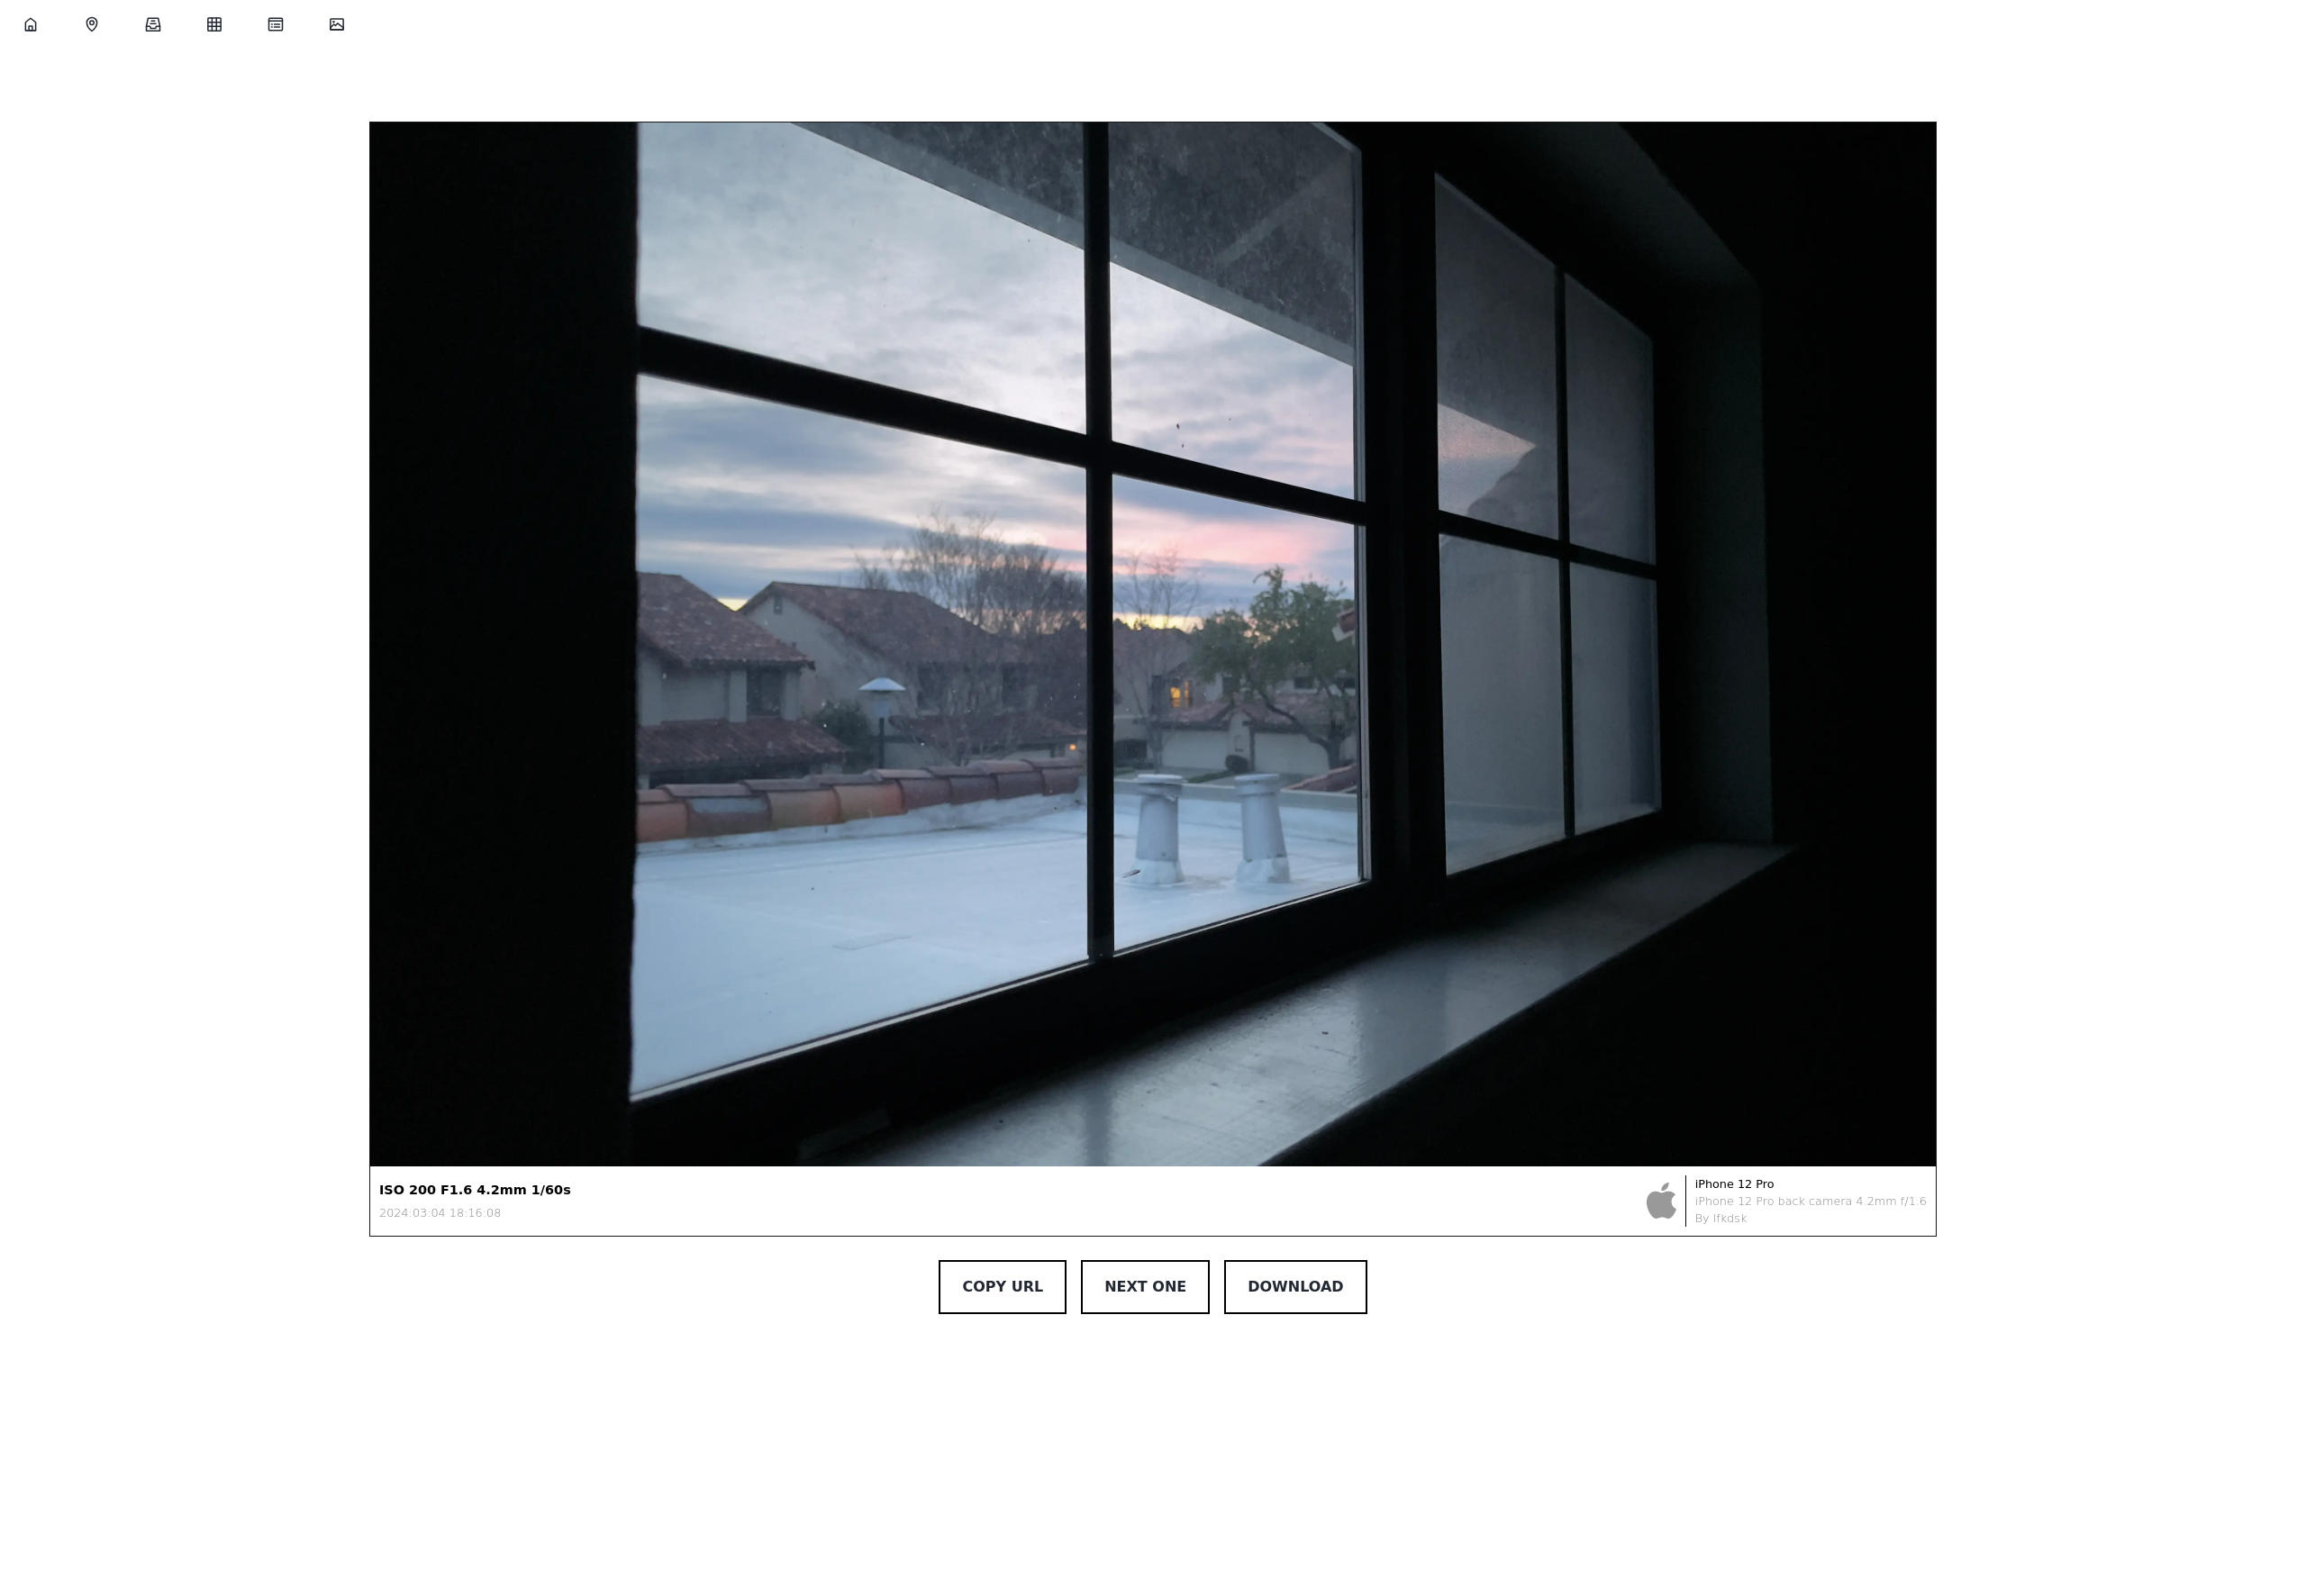 ISO 200 F1.6 4.2mm 1/60s
2024:03:04 18:16:08
iPhone 12 Pro
iPhone 12 Pro back camera 4.2mm f/1.6
By lfkdsk
COPY URL
NEXT ONE
DOWNLOAD